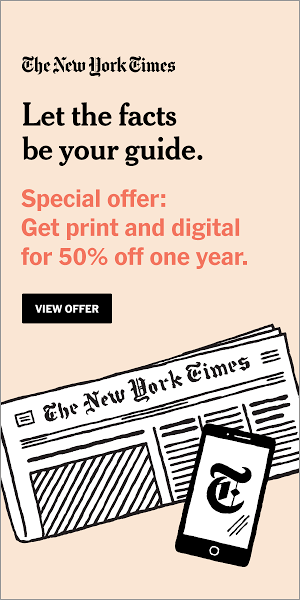 The New York Times
Let the facts
be your guide.
Special offer:
Get print and digital
for 50% off one year.
VIEW OFFER
The New York Times
T